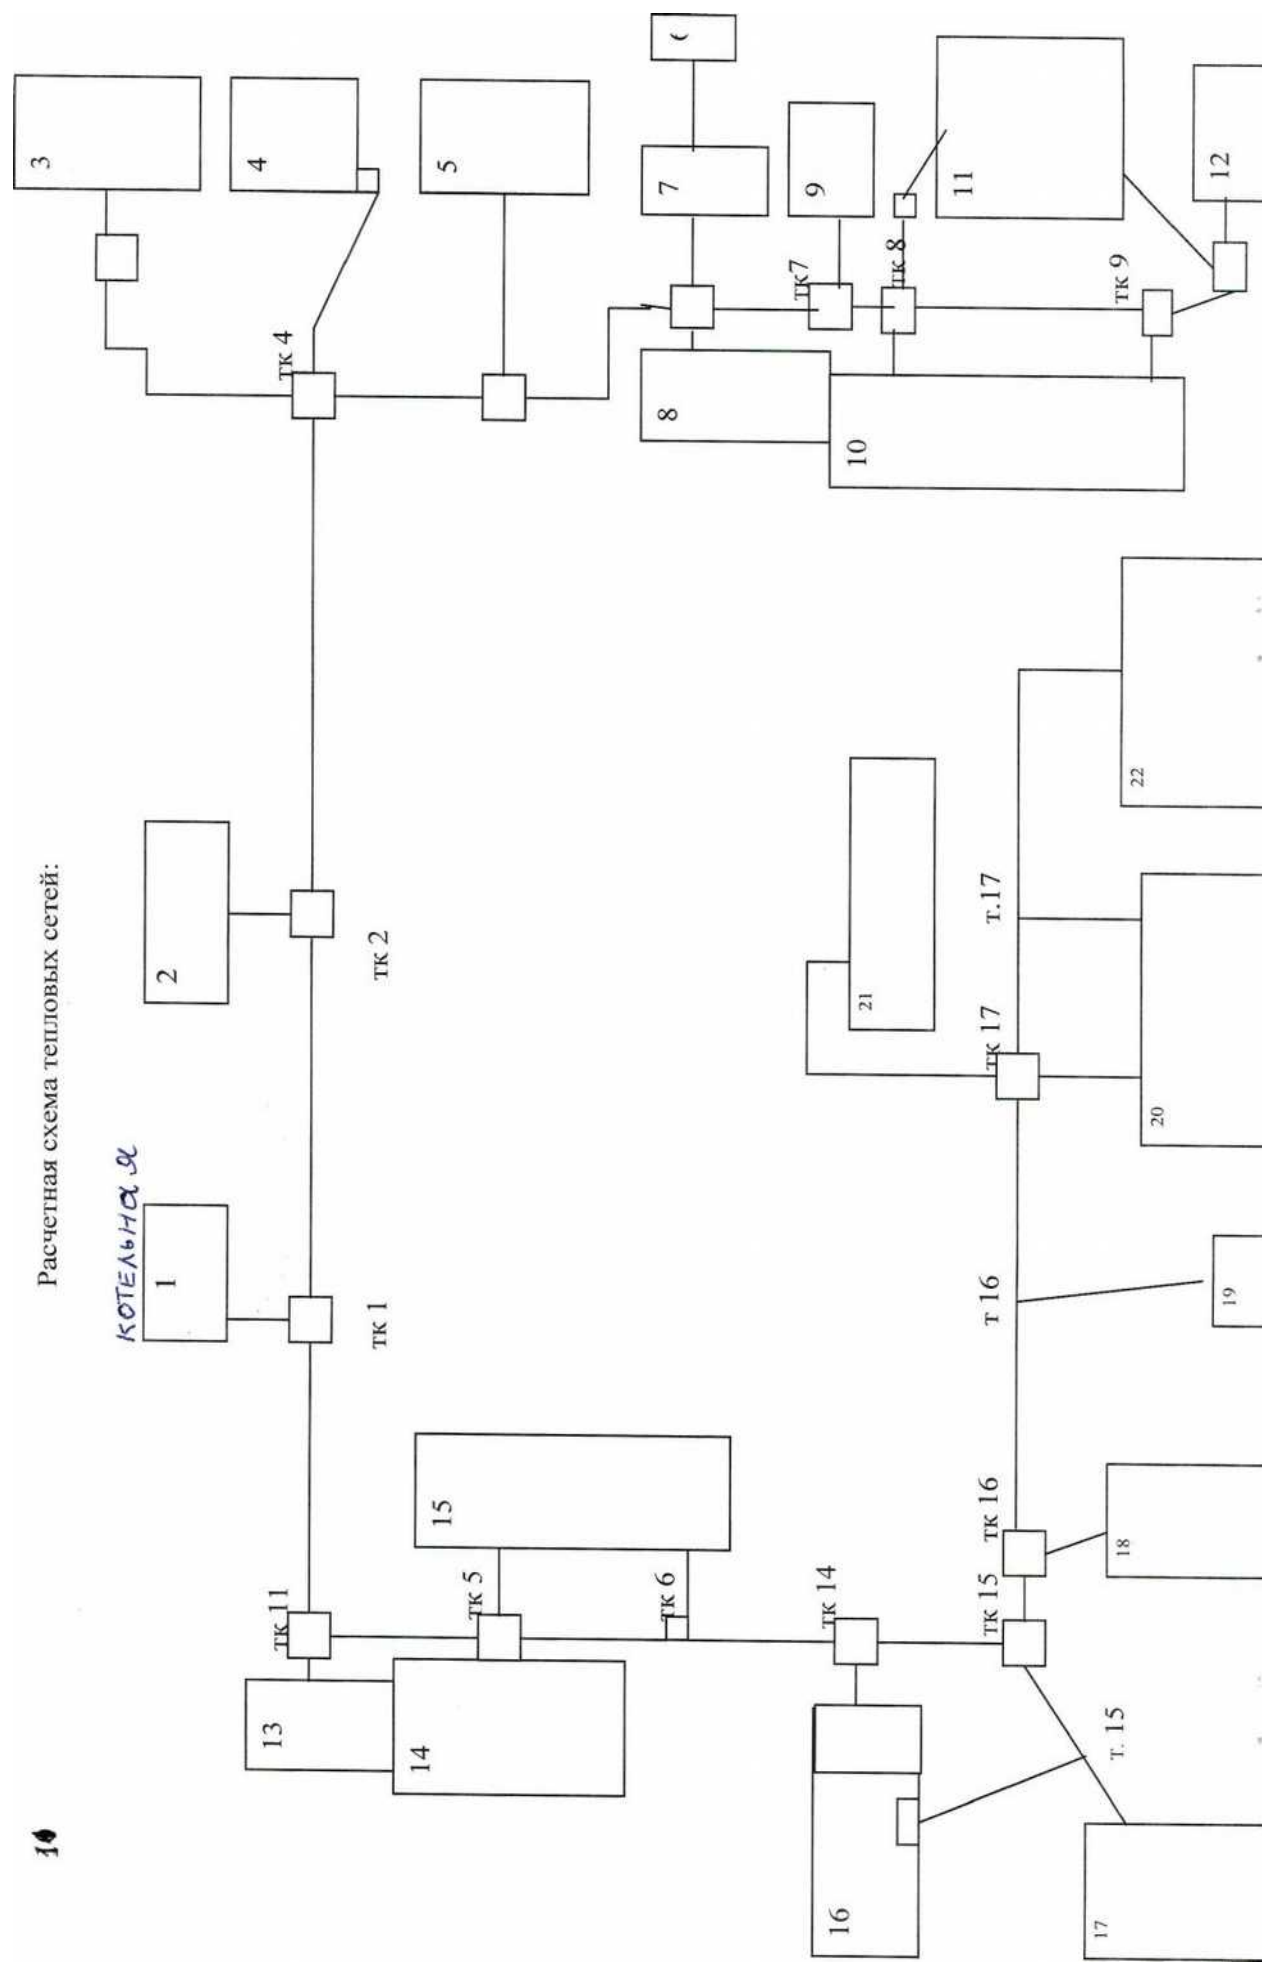 10
Расчетная схема тепловых сетей:
КОТЕЛЬНАЯ
1
2
3
4
5
7
8
9
10
11
12
13
14
15
16
17
18
19
20
21
22
тк 1
тк 2
тк 4
тк7
тк 8
тк 9
тк 11
тк 5
тк 6
тк 14
тк 15
т. 15
тк 16
т 16
тк 17
т.17